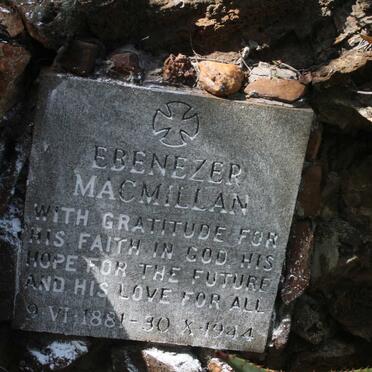 EBENEZER
MACMILLAN
WITH GRATITUDE FOR
HIS FAITH IN GOD HIS
HOPE FOR THE FUTURE
AND HIS LOVE FOR ALL
9·VI·1881-30·X·1944